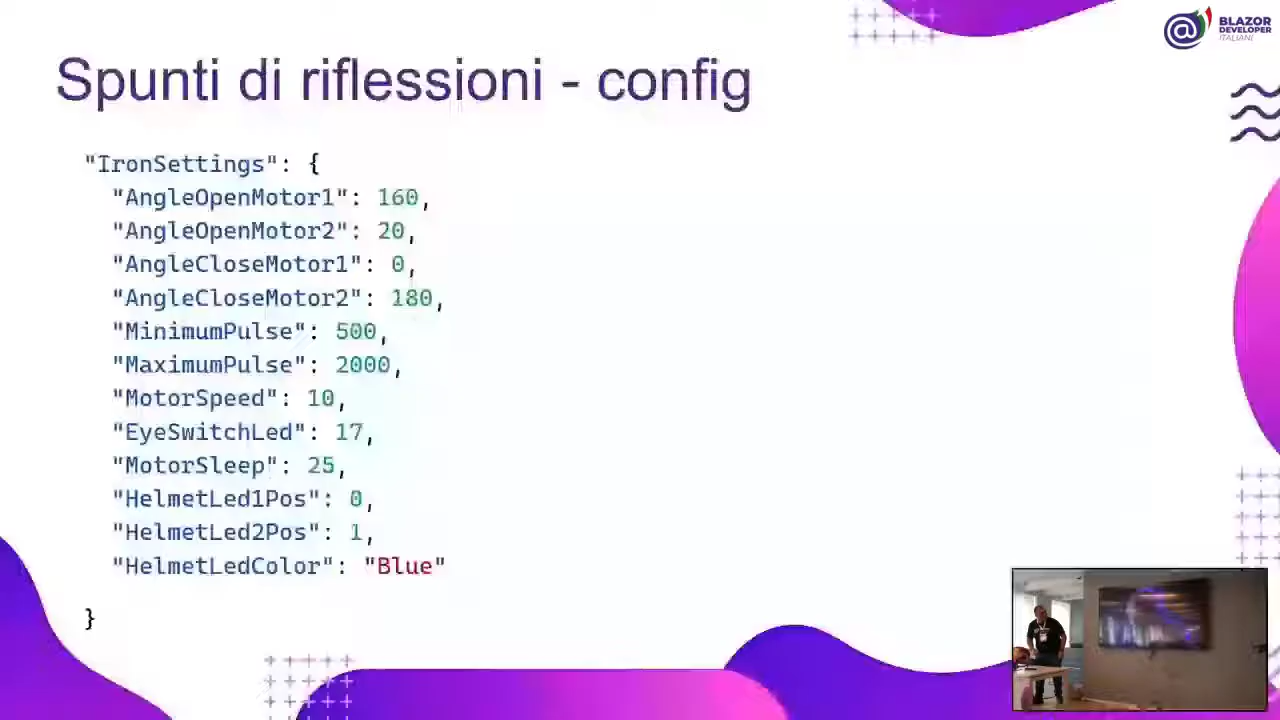 BLAZOR
DEVELOPER
ITALIANI
Spunti di riflessioni - config
"IronSettings": {
"AngleOpenMotor1": 160,
"AngleOpenMotor2": 20,
"AngleCloseMotor1": 0,
"AngleCloseMotor2": 180,
"MinimumPulse": 500,
"MaximumPulse": 2000,
"MotorSpeed": 10,
"EyeSwitchLed": 17,
"MotorSleep": 25,
"HelmetLed1Pos": 0,
"HelmetLed2Pos": 1,
"HelmetLedColor": "Blue"
}